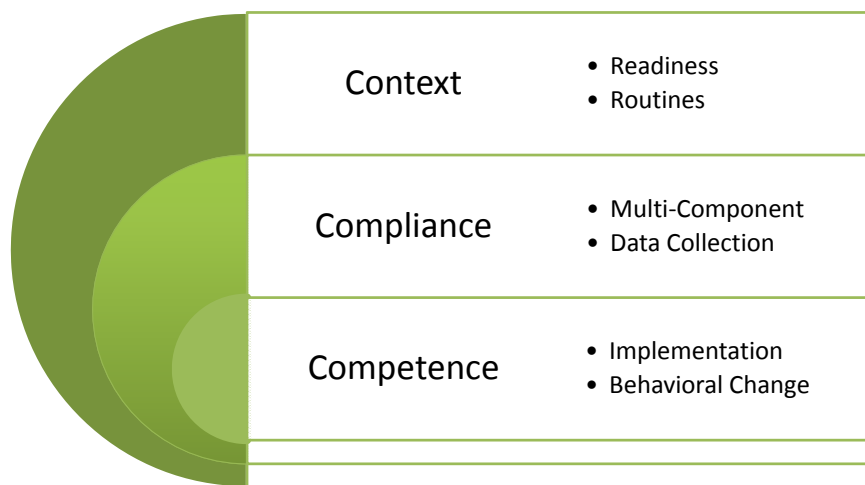 Context
• Readiness
• Routines
Compliance
• Multi-Component
• Data Collection
Competence
• Implementation
• Behavioral Change